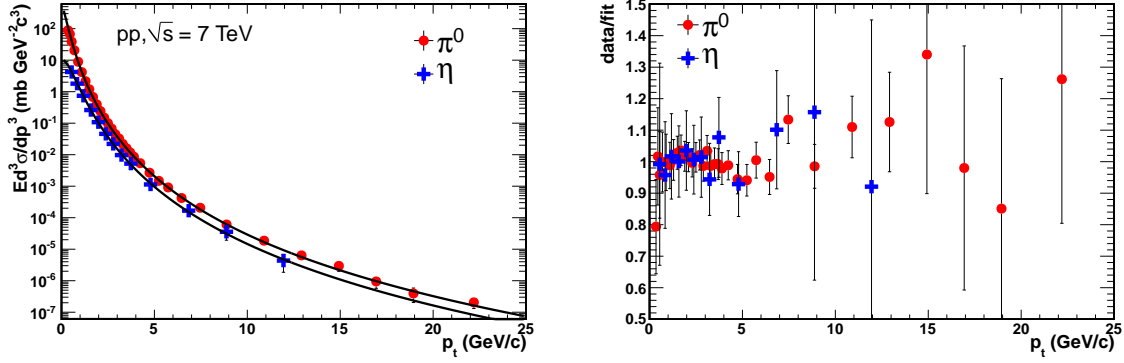 Ed³σ/dp³ (mb GeV⁻²c³)
pp,√s = 7 TeV
π⁰
η
10²
10
1
10⁻¹
10⁻²
10⁻³
10⁻⁴
10⁻⁵
10⁻⁶
10⁻⁷
0 5 10 15 20 25
pₜ (GeV/c)
data/fit
π⁰
η
1.5
1.4
1.3
1.2
1.1
1.0
0.9
0.8
0.7
0.6
0.5
0 5 10 15 20 25
pₜ (GeV/c)